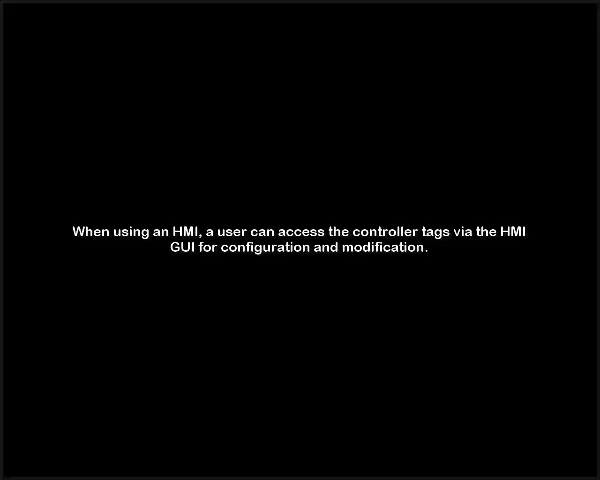 When using an HMI, a user can access the controller tags via the HMI
GUI for configuration and modification.